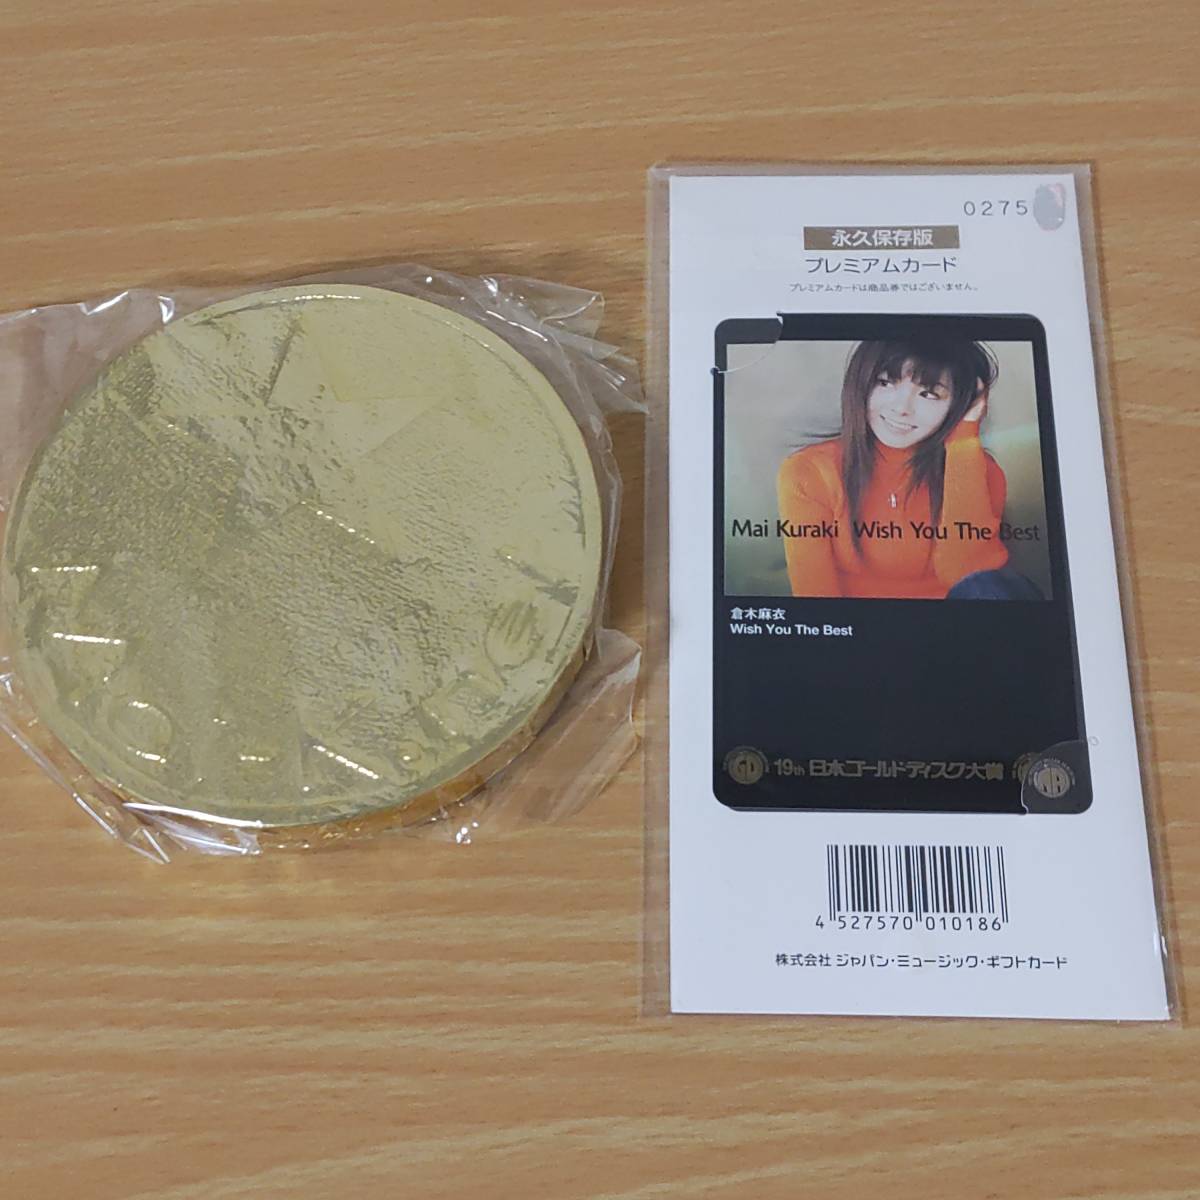 0275
永久保存版
プレミアムカード
プレミアムカードは商品券ではございません。
Mai Kuraki Wish You The Best
倉木麻衣
Wish You The Best
GD 19th 日本ゴールドディスク大賞
4 527570 010186
株式会社 ジャパン・ミュージック・ギフトカード